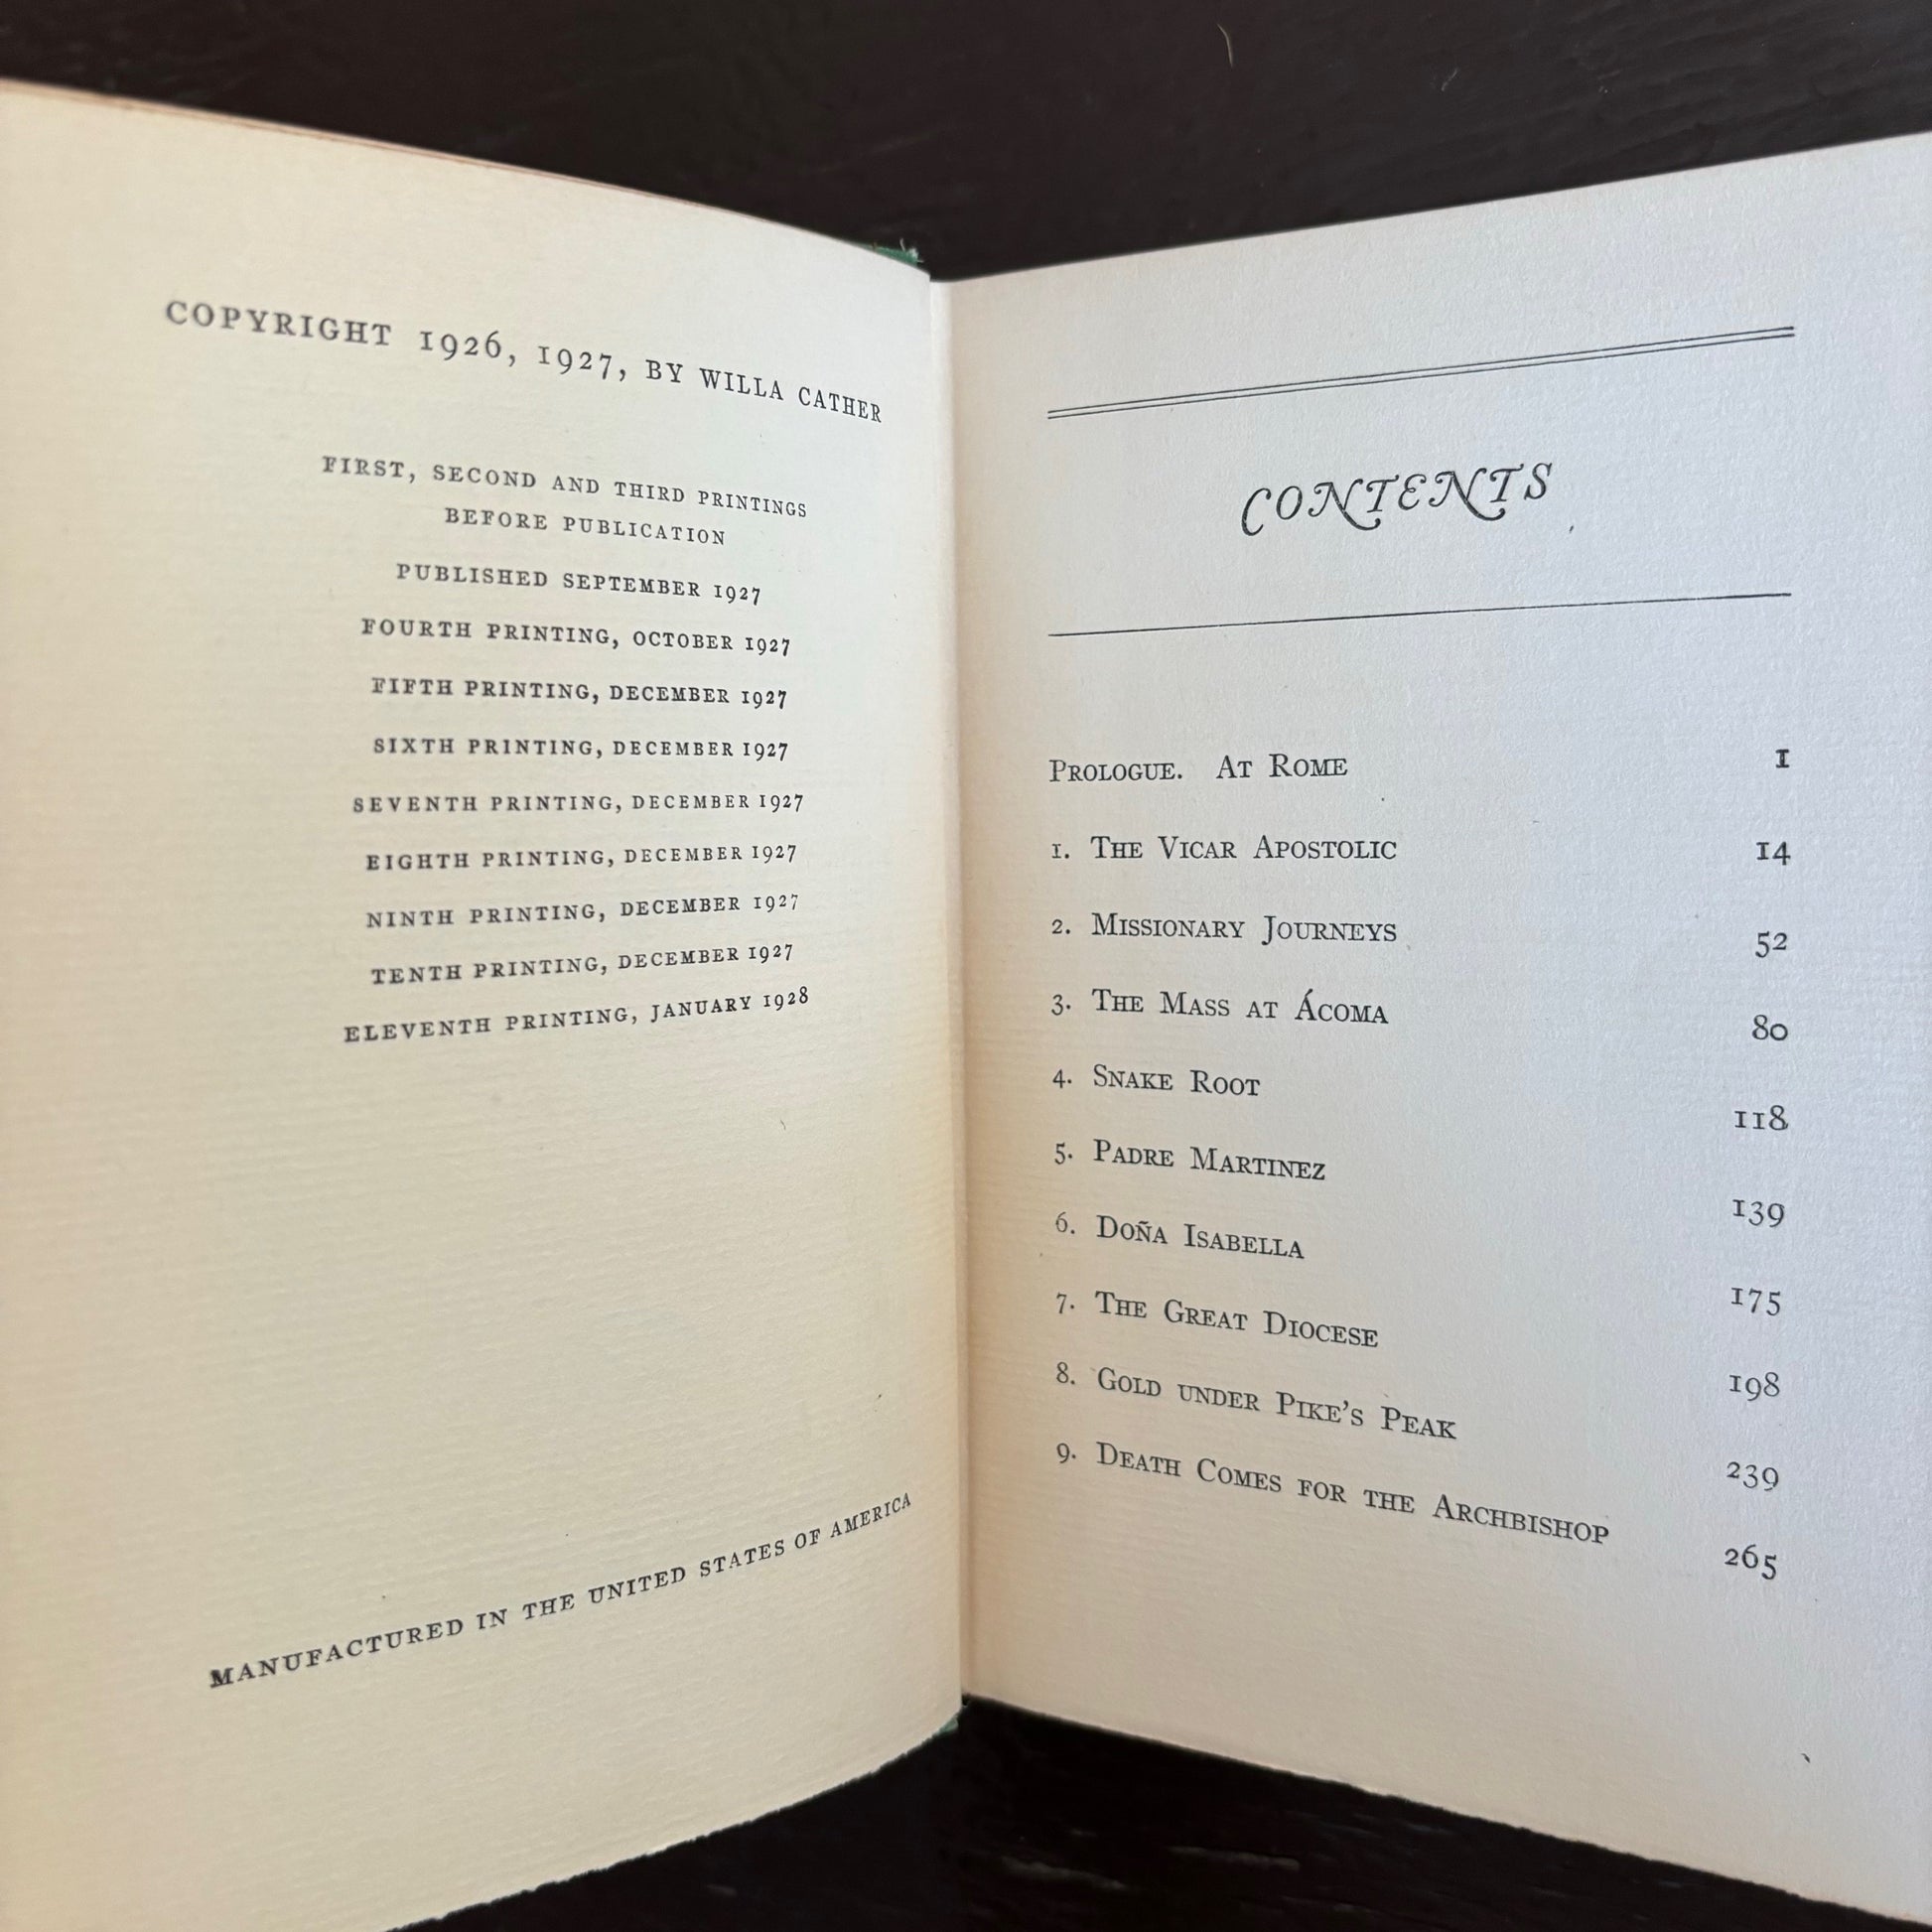 COPYRIGHT 1926, 1927, BY WILLA CATHER
FIRST, SECOND AND THIRD PRINTINGS
BEFORE PUBLICATION
PUBLISHED SEPTEMBER 1927
FOURTH PRINTING, OCTOBER 1927
FIFTH PRINTING, DECEMBER 1927
SIXTH PRINTING, DECEMBER 1927
SEVENTH PRINTING, DECEMBER 1927
EIGHTH PRINTING, DECEMBER 1927
NINTH PRINTING, DECEMBER 1927
TENTH PRINTING, DECEMBER 1927
ELEVENTH PRINTING, JANUARY 1928
MANUFACTURED IN THE UNITED STATES OF AMERICA
CONTENTS
PROLOGUE. AT ROME 1
1. THE VICAR APOSTOLIC 14
2. MISSIONARY JOURNEYS 52
3. THE MASS AT ÁCOMA 80
4. SNAKE ROOT 118
5. PADRE MARTINEZ 139
6. DOÑA ISABELLA 175
7. THE GREAT DIOCESE 198
8. GOLD UNDER PIKE'S PEAK 239
9. DEATH COMES FOR THE ARCHBISHOP 265